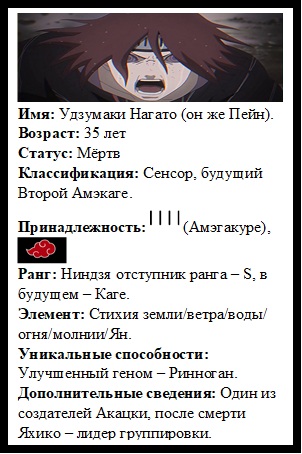 Имя: Удзумаки Нагато (он же Пейн).
Возраст: 35 лет
Статус: Мёртв
Классификация: Сенсор, будущий
Второй Амэкаге.
Принадлежность: (Амэгакуре),
Ранг: Ниндзя отступник ранга – S, в
будущем – Каге.
Элемент: Стихия земли/ветра/воды/
огня/молнии/Ян.
Уникальные способности:
Улучшенный геном – Ринноган.
Дополнительные сведения: Один из
создателей Акацки, после смерти
Яхико – лидер группировки.